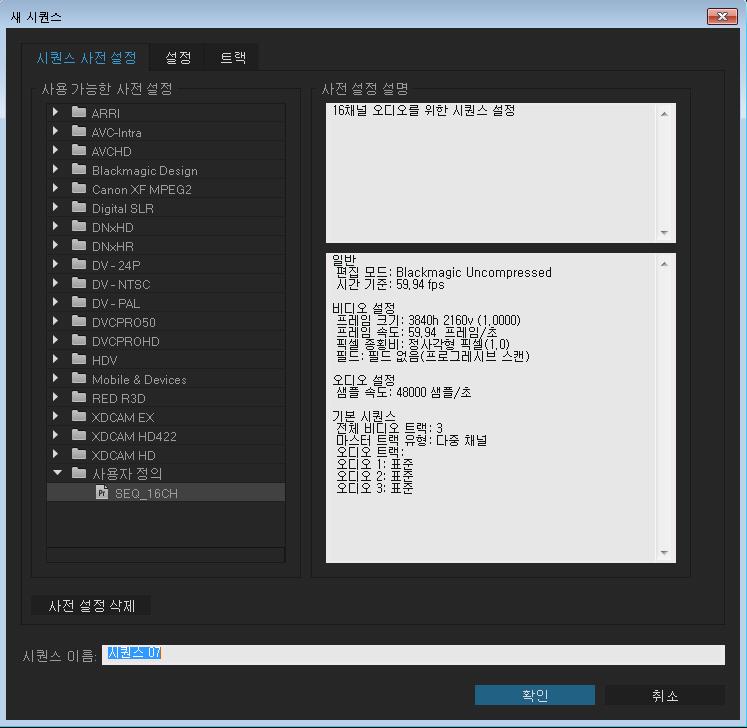 새 시퀀스
시퀀스 사전 설정 설정 트랙
사용 가능한 사전 설정
ARRI
AVC-Intra
AVCHD
Blackmagic Design
Canon XF MPEG2
Digital SLR
DNxHD
DNxHR
DV - 24P
DV - NTSC
DV - PAL
DVCPRO50
DVCPROHD
HDV
Mobile & Devices
RED R3D
XDCAM EX
XDCAM HD422
XDCAM HD
사용자 정의
Pr SEQ_16CH
사전 설정 설명
16채널 오디오를 위한 시퀀스 설정
일반
편집 모드: Blackmagic Uncompressed
시간 기준: 59.94 fps
비디오 설정
프레임 크기: 3840h 2160v (1.0000)
프레임 속도: 59.94 프레임/초
픽셀 종횡비: 정사각형 픽셀(1.0)
필드: 필드 없음(프로그레시브 스캔)
오디오 설정
샘플 속도: 48000 샘플/초
기본 시퀀스
전체 비디오 트랙: 3
마스터 트랙 유형: 다중 채널
오디오 트랙:
오디오 1: 표준
오디오 2: 표준
오디오 3: 표준
사전 설정 삭제
시퀀스 이름: 시퀀스 07
확인 취소